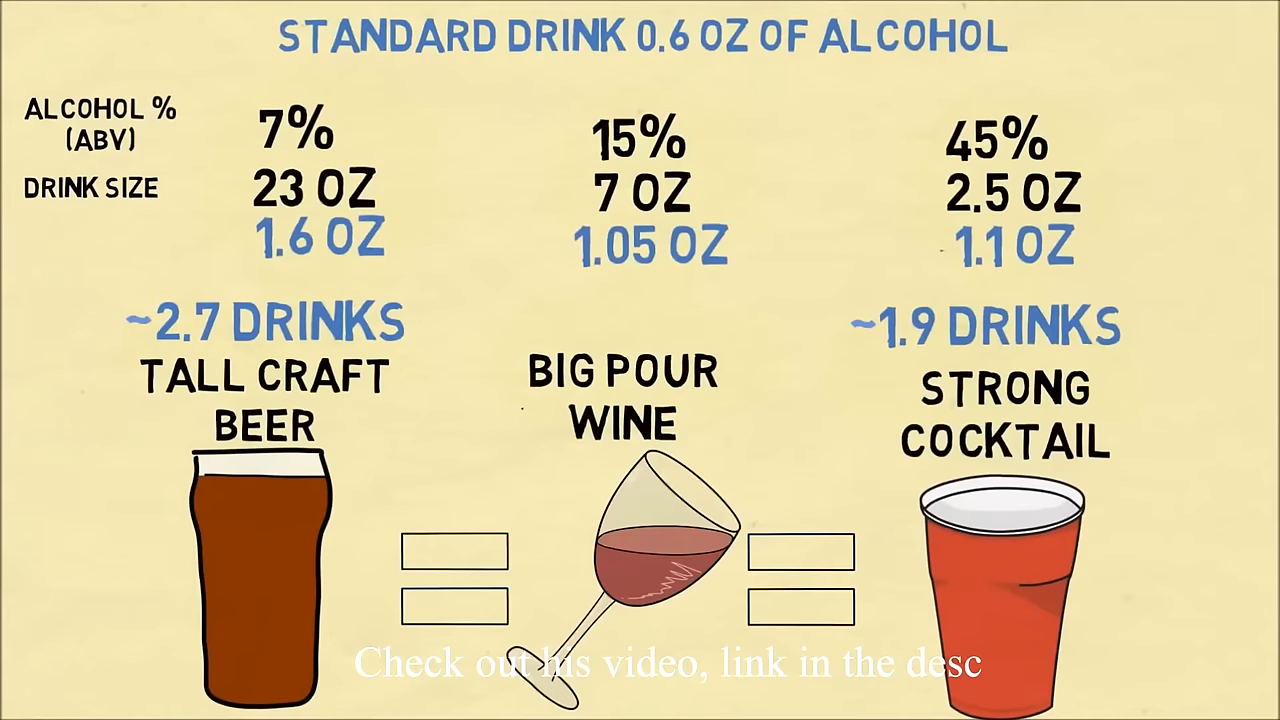 STANDARD DRINK 0.6 OZ OF ALCOHOL
ALCOHOL % (ABV)
7%
15%
45%
DRINK SIZE
23 OZ
7 OZ
2.5 OZ
1.6 OZ
1.05 OZ
1.1 OZ
~2.7 DRINKS
~1.9 DRINKS
TALL CRAFT
BEER
BIG POUR
WINE
STRONG
COCKTAIL
Check out his video, link in the desc